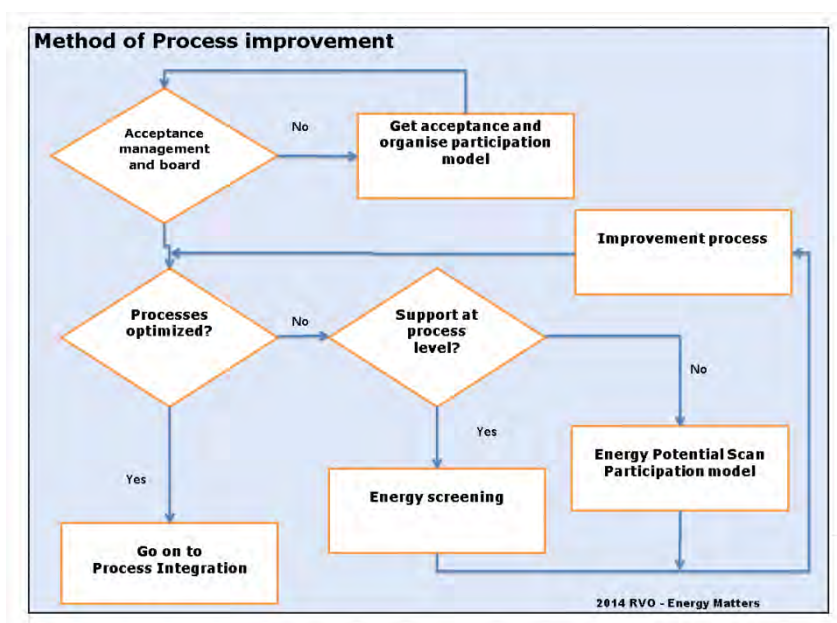 Method of Process improvement
Acceptance
management
and board
No
Get acceptance and
organise participation
model
Improvement process
Processes
optimized?
No
Support at
process
level?
No
Yes
Energy Potential Scan
Participation model
Yes
Energy screening
Go on to
Process Integration
2014 RVO - Energy Matters